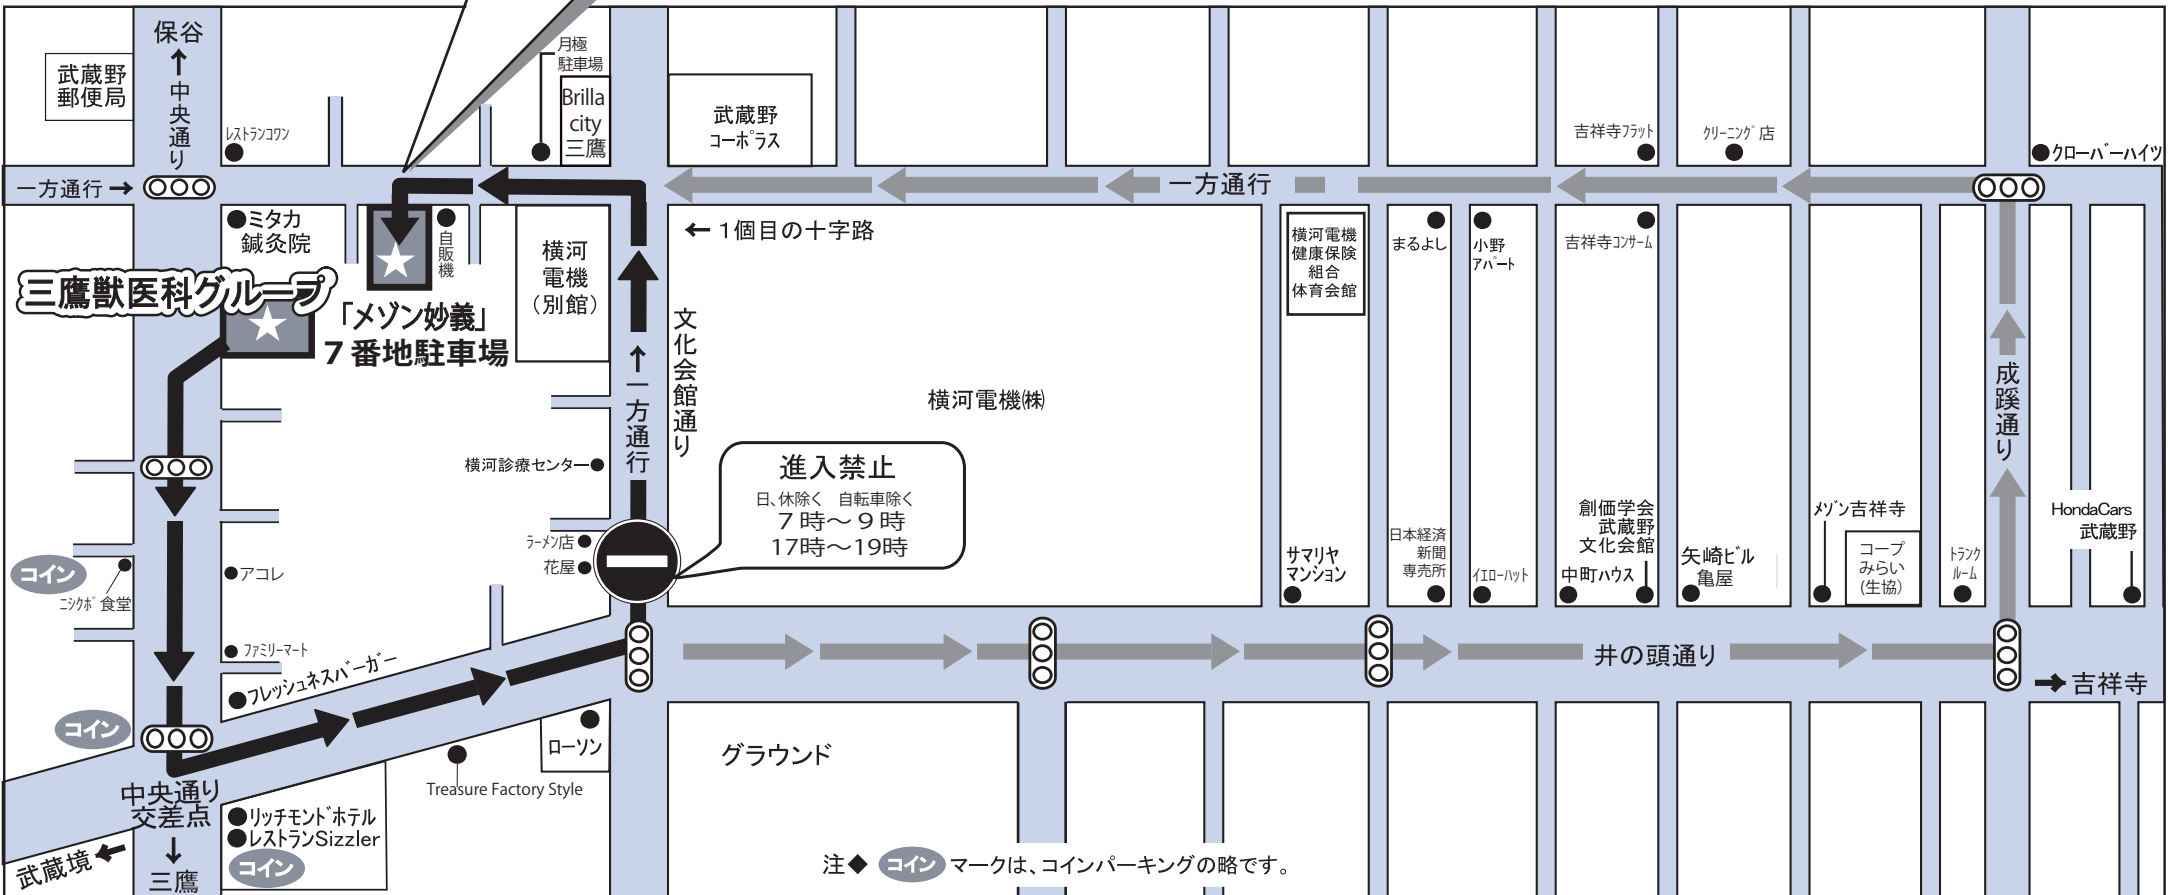 保谷
↑
中央通り
武蔵野
郵便局
レストランコワン
月極
駐車場
Brilla
city
三鷹
武蔵野
コーポラス
吉祥寺フラット
クリーニング店
クローバーハイツ
一方通行→
一方通行
ミタカ
鍼灸院
自販機
横河
電機
（別館）
←1個目の十字路
横河電機
健康保険
組合
体育会館
まるよし
小野
アパート
吉祥寺コンサーム
三鷹獣医科グループ
「メゾン妙義」
7番地駐車場
文化会館通り
↑一方通行
横河電機㈱
成蹊通り
横河診療センター
進入禁止
日、休除く 自転車除く
7時～9時
17時～19時
ラーメン店
花屋
コイン
ニシクボ食堂
アコレ
ファミリーマート
フレッシュネスバーガー
コイン
サマリヤ
マンション
日本経済
新聞
専売所
イエローハット
創価学会
武蔵野
文化会館
中町ハウス
矢崎ビル
亀屋
メゾン吉祥寺
コープ
みらい
(生協)
トランク
ルーム
HondaCars
武蔵野
井の頭通り
→吉祥寺
ローソン
グラウンド
Treasure Factory Style
中央通り
交差点
↓
三鷹
武蔵境←
リッチモンドホテル
レストランSizzler
コイン
注◆ コイン マークは、コインパーキングの略です。